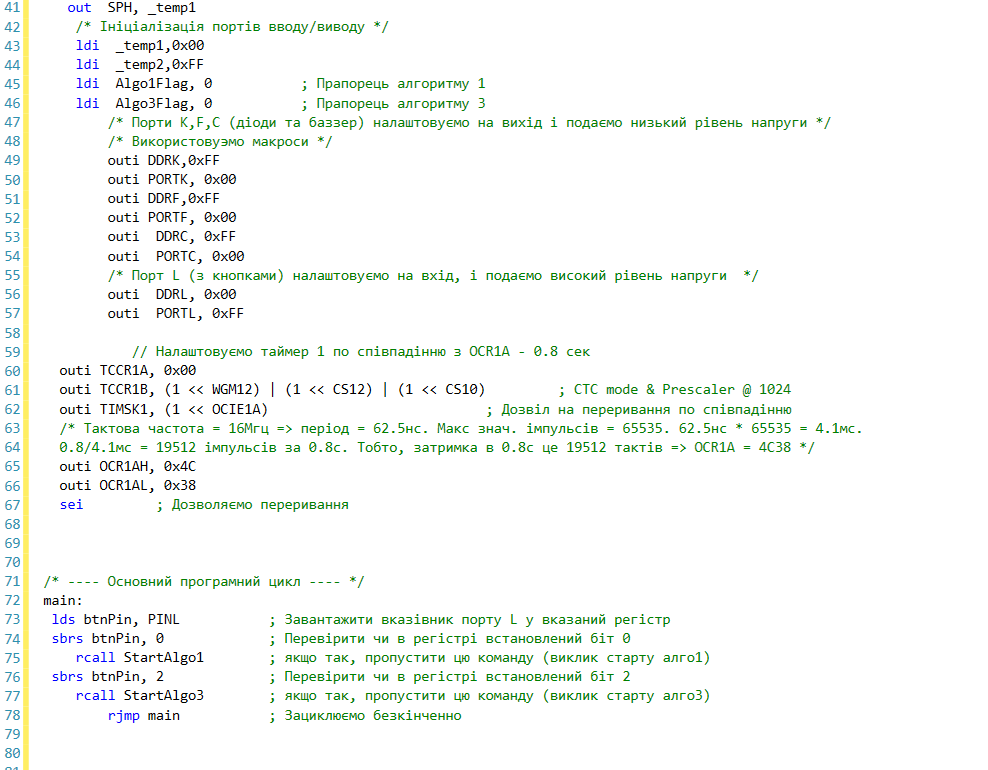 41 out SPH, _temp1
42 /* Ініціалізація портів вводу/виводу */
43 ldi _temp1,0x00
44 ldi _temp2,0xFF
45 ldi Algo1Flag, 0 ; Прапорець алгоритму 1
46 ldi Algo3Flag, 0 ; Прапорець алгоритму 3
47 /* Порти K,F,C (діоди та баззер) налаштовуємо на вихід і подаємо низький рівень напруги */
48 /* Використовуэмо макроси */
49 outi DDRK,0xFF
50 outi PORTK, 0x00
51 outi DDRF,0xFF
52 outi PORTF, 0x00
53 outi DDRC, 0xFF
54 outi PORTC, 0x00
55 /* Порт L (з кнопками) налаштовуємо на вхід, і подаємо високий рівень напруги */
56 outi DDRL, 0x00
57 outi PORTL, 0xFF
58
59 // Налаштовуємо таймер 1 по співпадінню з OCR1A - 0.8 сек
60 outi TCCR1A, 0x00
61 outi TCCR1B, (1 << WGM12) | (1 << CS12) | (1 << CS10) ; CTC mode & Prescaler @ 1024
62 outi TIMSK1, (1 << OCIE1A) ; Дозвіл на переривання по співпадінню
63 /* Тактова частота = 16Мгц => період = 62.5нс. Макс знач. імпульсів = 65535. 62.5нс * 65535 = 4.1мс.
64 0.8/4.1мс = 19512 імпульсів за 0.8с. Тобто, затримка в 0.8с це 19512 тактів => OCR1A = 4C38 */
65 outi OCR1AH, 0x4C
66 outi OCR1AL, 0x38
67 sei ; Дозволяємо переривання
68
69
70
71 /* ---- Основний програмний цикл ---- */
72 main:
73 lds btnPin, PINL ; Завантажити вказівник порту L у вказаний регістр
74 sbrs btnPin, 0 ; Перевірити чи в регістрі встановлений біт 0
75 rcall StartAlgo1 ; якщо так, пропустити цю команду (виклик старту алго1)
76 sbrs btnPin, 2 ; Перевірити чи в регістрі встановлений біт 2
77 rcall StartAlgo3 ; якщо так, пропустити цю команду (виклик старту алго3)
78 rjmp main ; Зациклюємо безкінченно
79
80